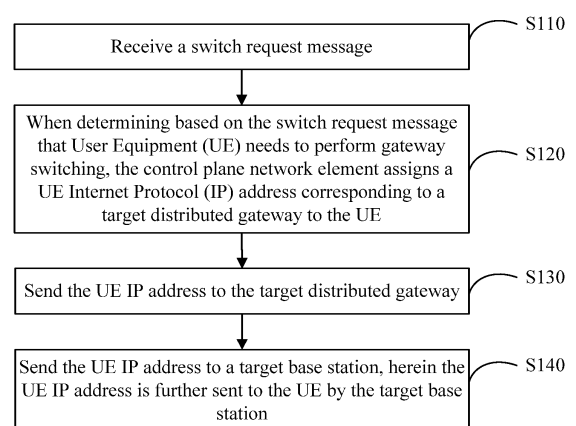 S110
Receive a switch request message
When determining based on the switch request message
that User Equipment (UE) needs to perform gateway
switching, the control plane network element assigns a
UE Internet Protocol (IP) address corresponding to a
target distributed gateway to the UE
S120
Send the UE IP address to the target distributed gateway
S130
Send the UE IP address to a target base station, herein the
UE IP address is further sent to the UE by the target base
station
S140